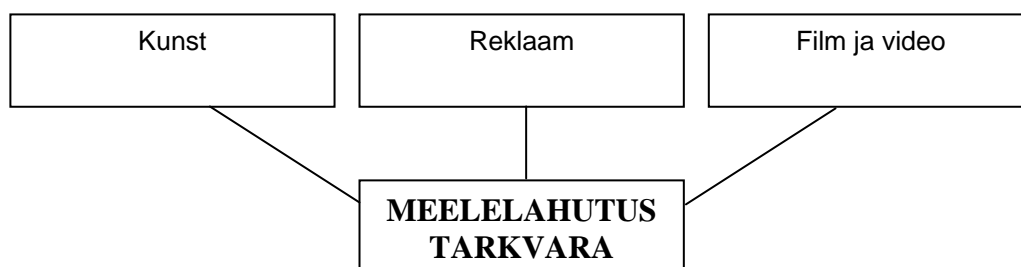 Kunst
Reklaam
Film ja video
MEELELAHUTUS
TARKVARA